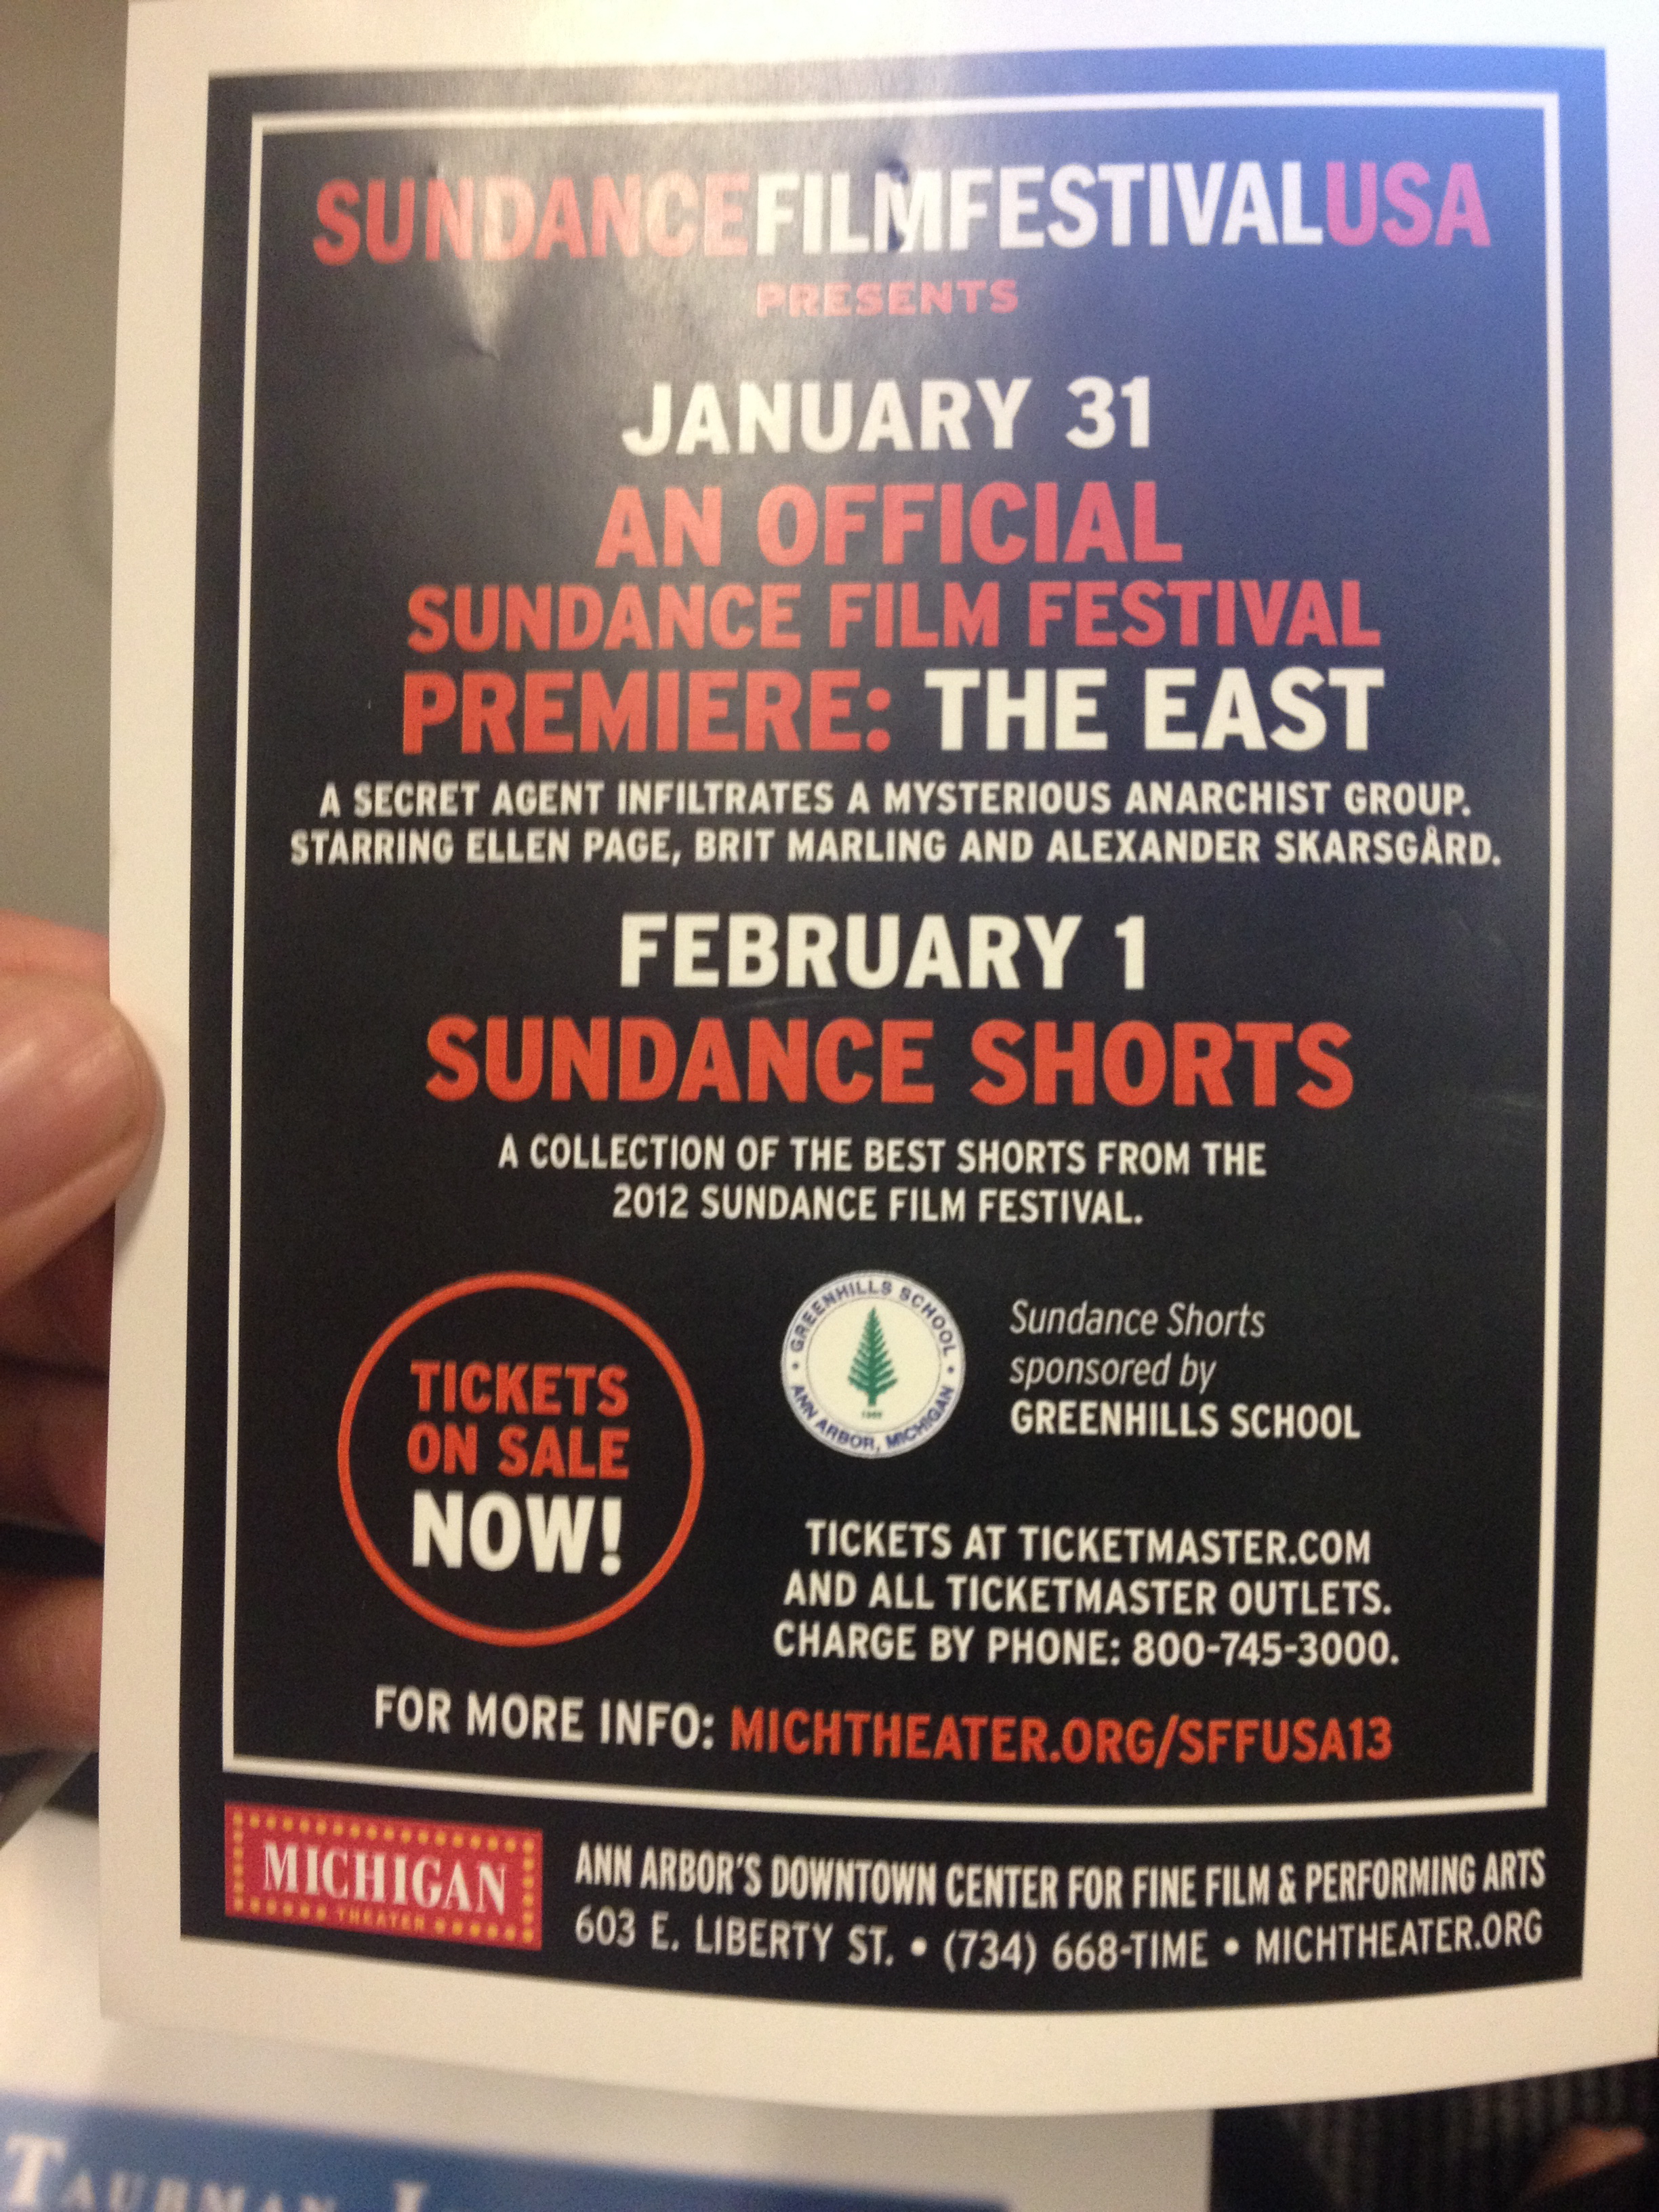 SUNDANCEFILMFESTIVALUSA
PRESENTS
JANUARY 31
AN OFFICIAL
SUNDANCE FILM FESTIVAL
PREMIERE: THE EAST
A SECRET AGENT INFILTRATES A MYSTERIOUS ANARCHIST GROUP.
STARRING ELLEN PAGE, BRIT MARLING AND ALEXANDER SKARSGÅRD.
FEBRUARY 1
SUNDANCE SHORTS
A COLLECTION OF THE BEST SHORTS FROM THE
2012 SUNDANCE FILM FESTIVAL.
TICKETS
ON SALE
NOW!
GREENHILLS SCHOOL
ANN ARBOR, MICHIGAN
Sundance Shorts
sponsored by
GREENHILLS SCHOOL
TICKETS AT TICKETMASTER.COM
AND ALL TICKETMASTER OUTLETS.
CHARGE BY PHONE: 800-745-3000.
FOR MORE INFO: MICHTHEATER.ORG/SFFUSA13
MICHIGAN
THEATER
ANN ARBOR'S DOWNTOWN CENTER FOR FINE FILM & PERFORMING ARTS
603 E. LIBERTY ST. • (734) 668-TIME • MICHTHEATER.ORG
TAUBMAN